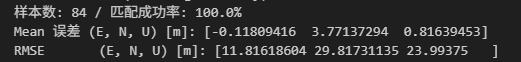 样本数: 84 / 匹配成功率: 100.0%
Mean 误差 (E, N, U) [m]: [-0.11809416  3.77137294  0.81639453]
RMSE      (E, N, U) [m]: [11.81618604 29.81731135 23.99375   ]